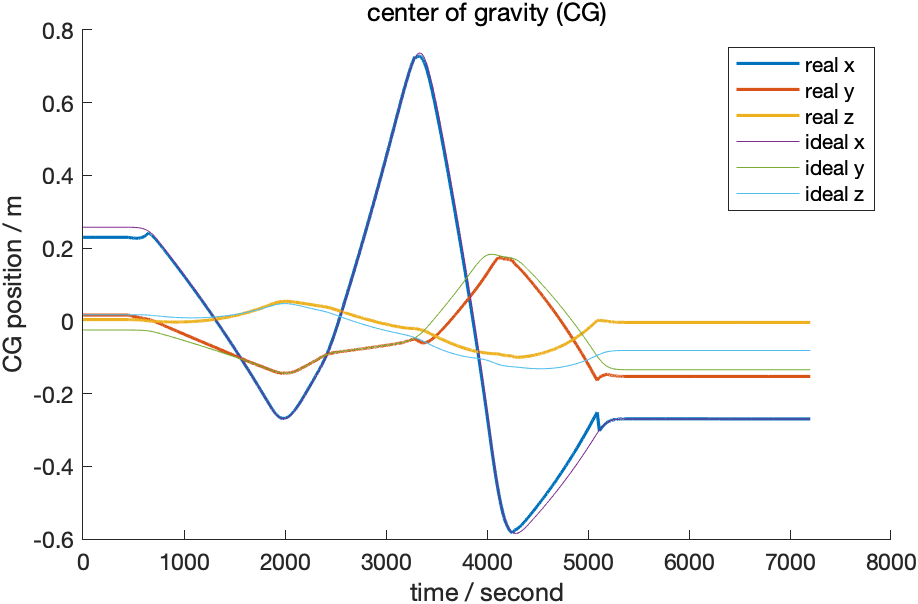 center of gravity (CG)
0.8
0.6
0.4
0.2
0
-0.2
-0.4
-0.6
CG position / m
real x
real y
real z
ideal x
ideal y
ideal z
0 1000 2000 3000 4000 5000 6000 7000 8000
time / second